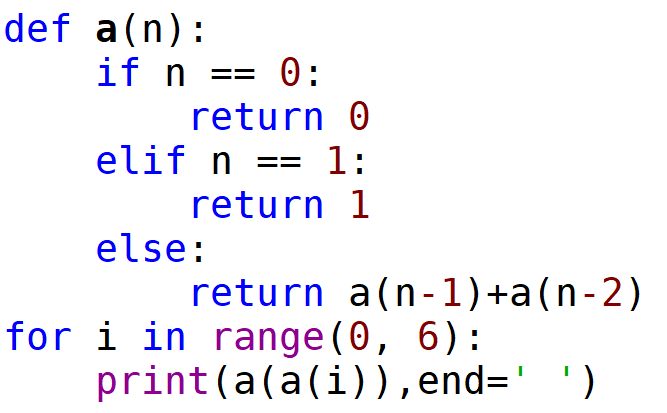 def a(n):
    if n == 0:
        return 0
    elif n == 1:
        return 1
    else:
        return a(n-1)+a(n-2)
for i in range(0, 6):
    print(a(a(i)),end=' ')